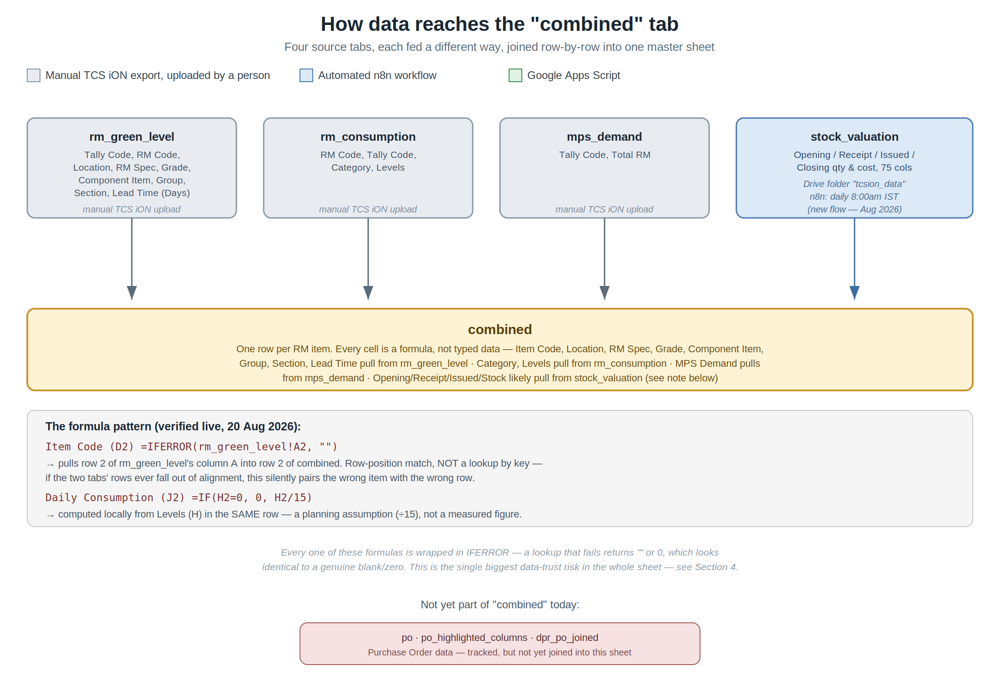 How data reaches the "combined" tab
Four source tabs, each fed a different way, joined row-by-row into one master sheet
Manual TCS iON export, uploaded by a person
Automated n8n workflow
Google Apps Script
rm_green_level
Tally Code, RM Code,
Location, RM Spec, Grade,
Component Item, Group,
Section, Lead Time (Days)
manual TCS iON upload
rm_consumption
RM Code, Tally Code,
Category, Levels
manual TCS iON upload
mps_demand
Tally Code, Total RM
manual TCS iON upload
stock_valuation
Opening / Receipt / Issued /
Closing qty & cost, 75 cols
Drive folder "tcsion_data"
n8n: daily 8:00am IST
(new flow — Aug 2026)
combined
One row per RM item. Every cell is a formula, not typed data — Item Code, Location, RM Spec, Grade, Component Item,
Group, Section, Lead Time pull from rm_green_level · Category, Levels pull from rm_consumption · MPS Demand pulls
from mps_demand · Opening/Receipt/Issued/Stock likely pull from stock_valuation (see note below)
The formula pattern (verified live, 20 Aug 2026):
Item Code (D2) =IFERROR(rm_green_level!A2, "")
→ pulls row 2 of rm_green_level's column A into row 2 of combined. Row-position match, NOT a lookup by key —
if the two tabs' rows ever fall out of alignment, this silently pairs the wrong item with the wrong row.
Daily Consumption (J2) =IF(H2=0, 0, H2/15)
→ computed locally from Levels (H) in the SAME row — a planning assumption (÷15), not a measured figure.
Every one of these formulas is wrapped in IFERROR — a lookup that fails returns "" or 0, which looks
identical to a genuine blank/zero. This is the single biggest data-trust risk in the whole sheet — see Section 4.
Not yet part of "combined" today:
po · po_highlighted_columns · dpr_po_joined
Purchase Order data — tracked, but not yet joined into this sheet